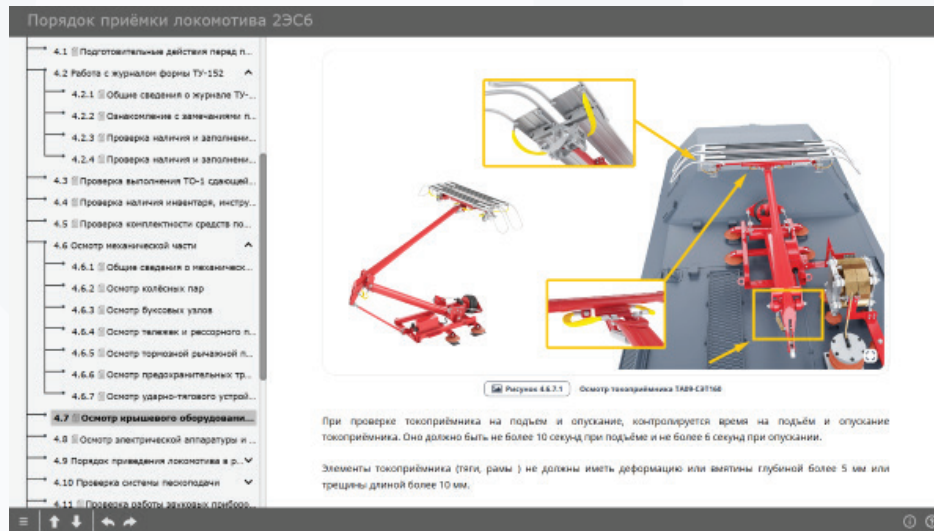 Порядок приёмки локомотива 2ЭС6
4.1 Подготовительные действия перед п...
4.2 Работа с журналом формы ТУ-152
4.2.1 Общие сведения о журнале ТУ-...
4.2.2 Ознакомление с замечаниями п...
4.2.3 Проверка наличия и заполнени...
4.2.4 Проверка наличия и заполнени...
4.3 Проверка выполнения ТО-1 сдающей...
4.4 Проверка наличия инвентаря, инстру...
4.5 Проверка комплектности средств по...
4.6 Осмотр механической части
4.6.1 Общие сведения о механическ...
4.6.2 Осмотр колёсных пар
4.6.3 Осмотр буксовых узлов
4.6.4 Осмотр тележек и рессорного п...
4.6.5 Осмотр тормозной рычажной п...
4.6.6 Осмотр предохранительных тр...
4.6.7 Осмотр ударно-тягового устрой...
4.7 Осмотр крышевого оборудовани...
4.8 Осмотр электрической аппаратуры и ...
4.9 Порядок приведения локомотива в р...
4.10 Проверка системы пескоподачи
4.11 Проверка работы звуковых приборо...
Рисунок 4.6.7.1 Осмотр токоприёмника ТА09-СЭТ160
При проверке токоприёмника на подъем и опускание, контролируется время на подъём и опускание
токоприёмника. Оно должно быть не более 10 секунд при подъёме и не более 6 секунд при опускании.
Элементы токоприёмника (тяги, рамы ) не должны иметь деформацию или вмятины глубиной более 5 мм или
трещины длиной более 10 мм.